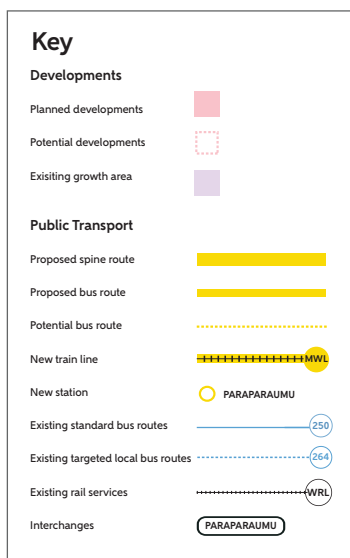 Key
Developments
Planned developments
Potential developments
Exisiting growth area
Public Transport
Proposed spine route
Proposed bus route
Potential bus route
New train line MWL
New station PARAPARAUMU
Existing standard bus routes 250
Existing targeted local bus routes 264
Existing rail services WRL
Interchanges PARAPARAUMU